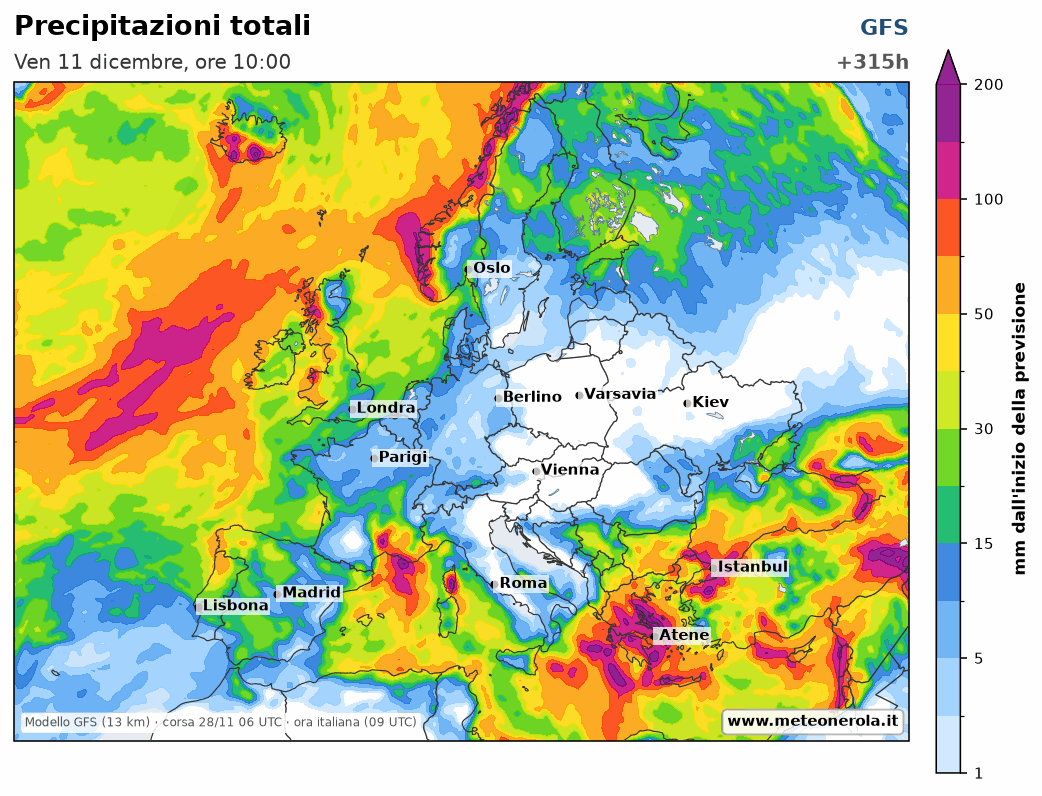 Precipitazioni totali
GFS
Ven 11 dicembre, ore 10:00
+315h
200
100
50
30
15
5
1
mm dall'inizio della previsione
Oslo
Berlino
Varsavia
Kiev
Londra
Parigi
Vienna
Istanbul
Roma
Madrid
Lisbona
Atene
Modello GFS (13 km) · corsa 28/11 06 UTC · ora italiana (09 UTC)
www.meteonerola.it